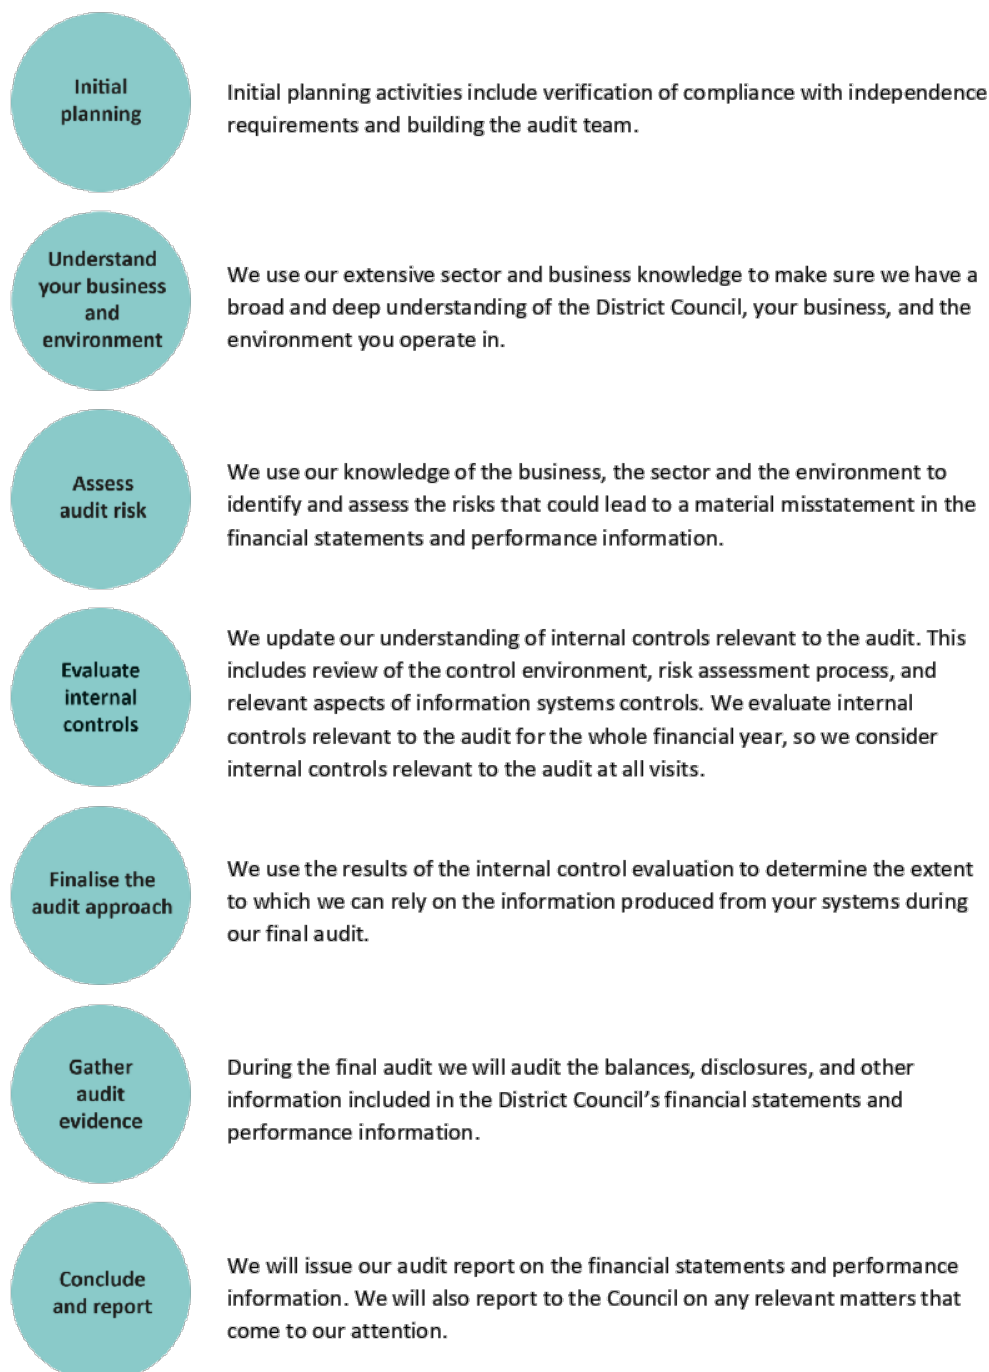 Initial
planning
Initial planning activities include verification of compliance with independence
requirements and building the audit team.
Understand
your business
and
environment
We use our extensive sector and business knowledge to make sure we have a
broad and deep understanding of the District Council, your business, and the
environment you operate in.
Assess
audit risk
We use our knowledge of the business, the sector and the environment to
identify and assess the risks that could lead to a material misstatement in the
financial statements and performance information.
Evaluate
internal
controls
We update our understanding of internal controls relevant to the audit. This
includes review of the control environment, risk assessment process, and
relevant aspects of information systems controls. We evaluate internal
controls relevant to the audit for the whole financial year, so we consider
internal controls relevant to the audit at all visits.
Finalise the
audit approach
We use the results of the internal control evaluation to determine the extent
to which we can rely on the information produced from your systems during
our final audit.
Gather
audit
evidence
During the final audit we will audit the balances, disclosures, and other
information included in the District Council’s financial statements and
performance information.
Conclude
and report
We will issue our audit report on the financial statements and performance
information. We will also report to the Council on any relevant matters that
come to our attention.